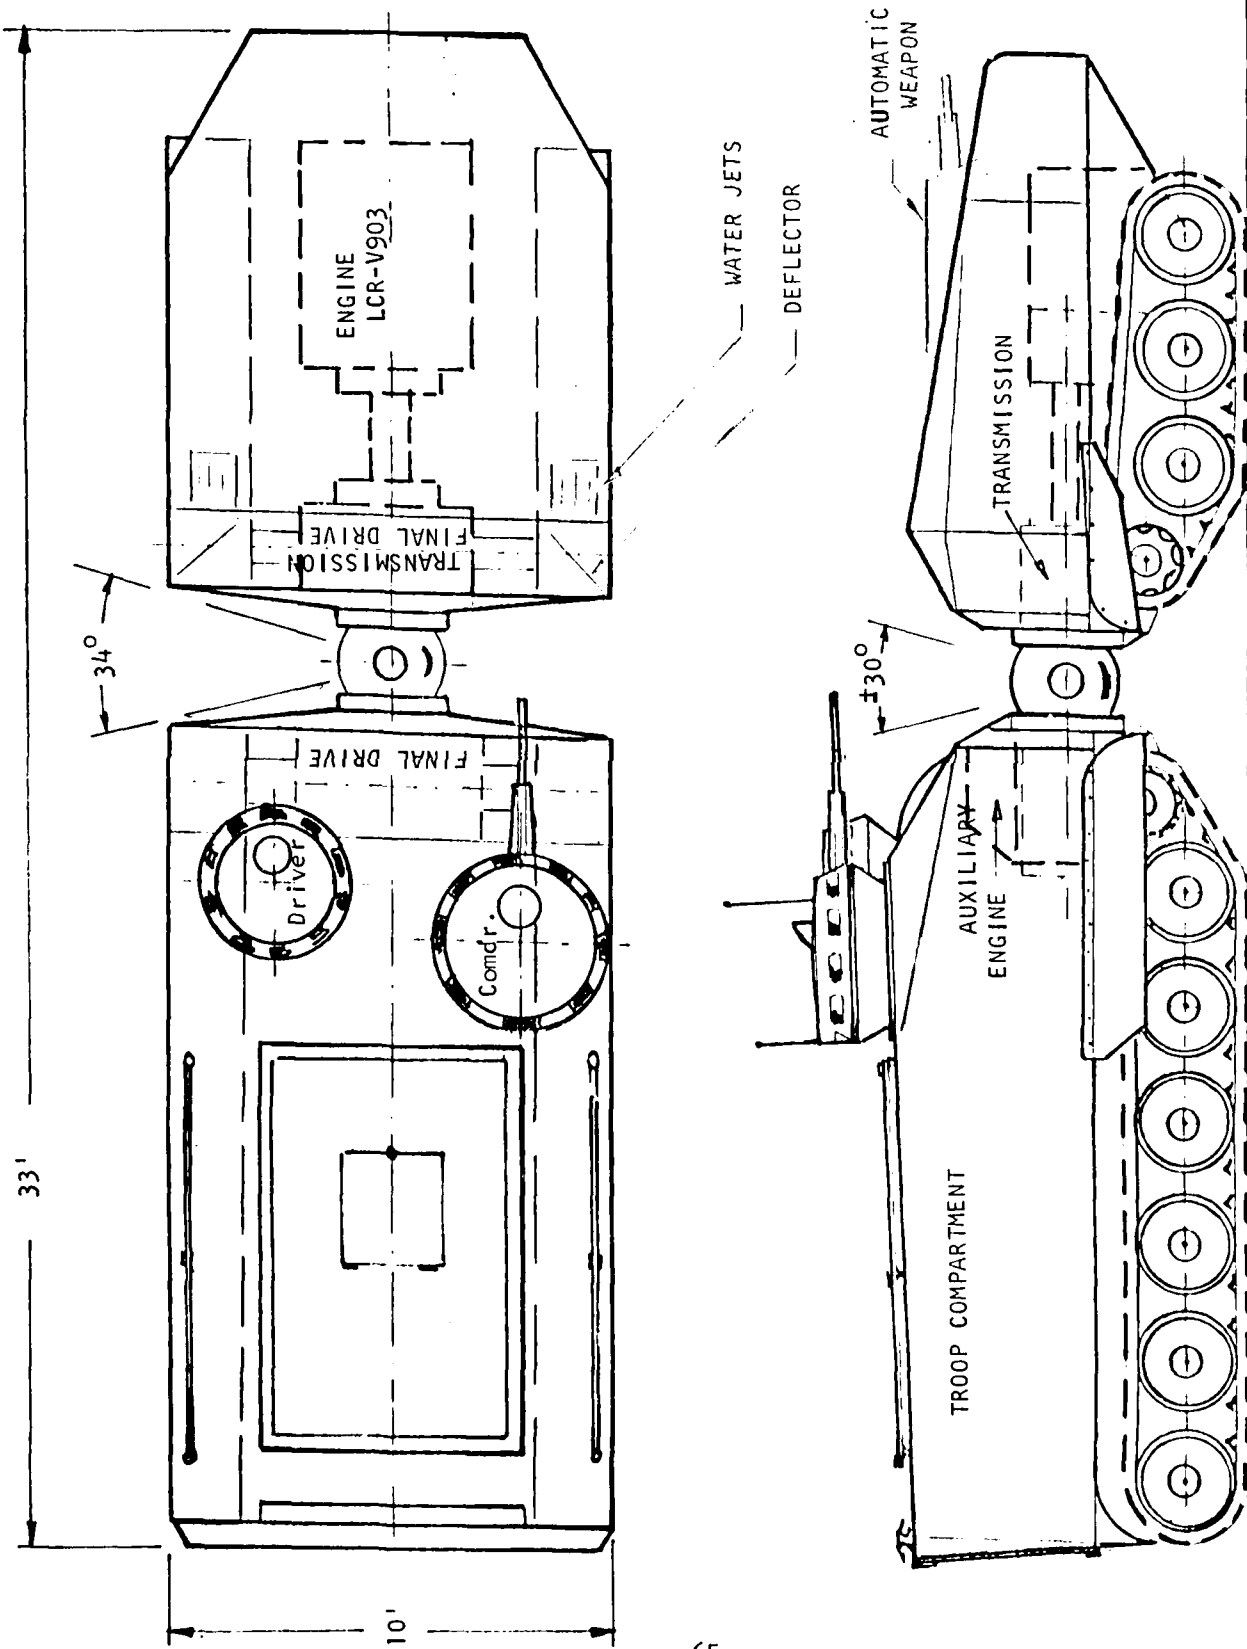 33'
10'
34°
ENGINE
LCR-V903
FINAL DRIVE
TRANSMISSION
FINAL DRIVE
Driver
Comdr.
WATER JETS
DEFLECTOR
AUTOMATIC
WEAPON
TRANSMISSION
±30°
AUXILIARY
ENGINE
TROOP COMPARTMENT